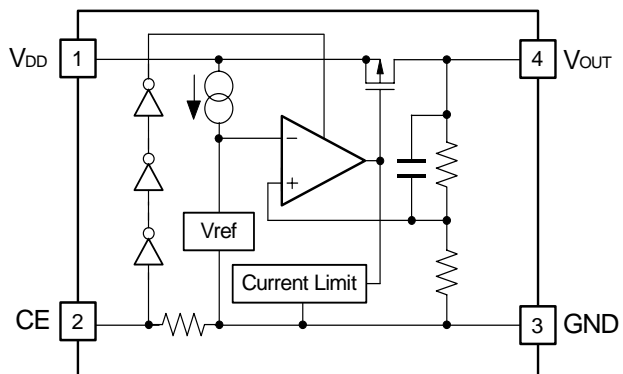 VDD 1
4 VOUT
−
+
Vref
Current Limit
CE 2
3 GND